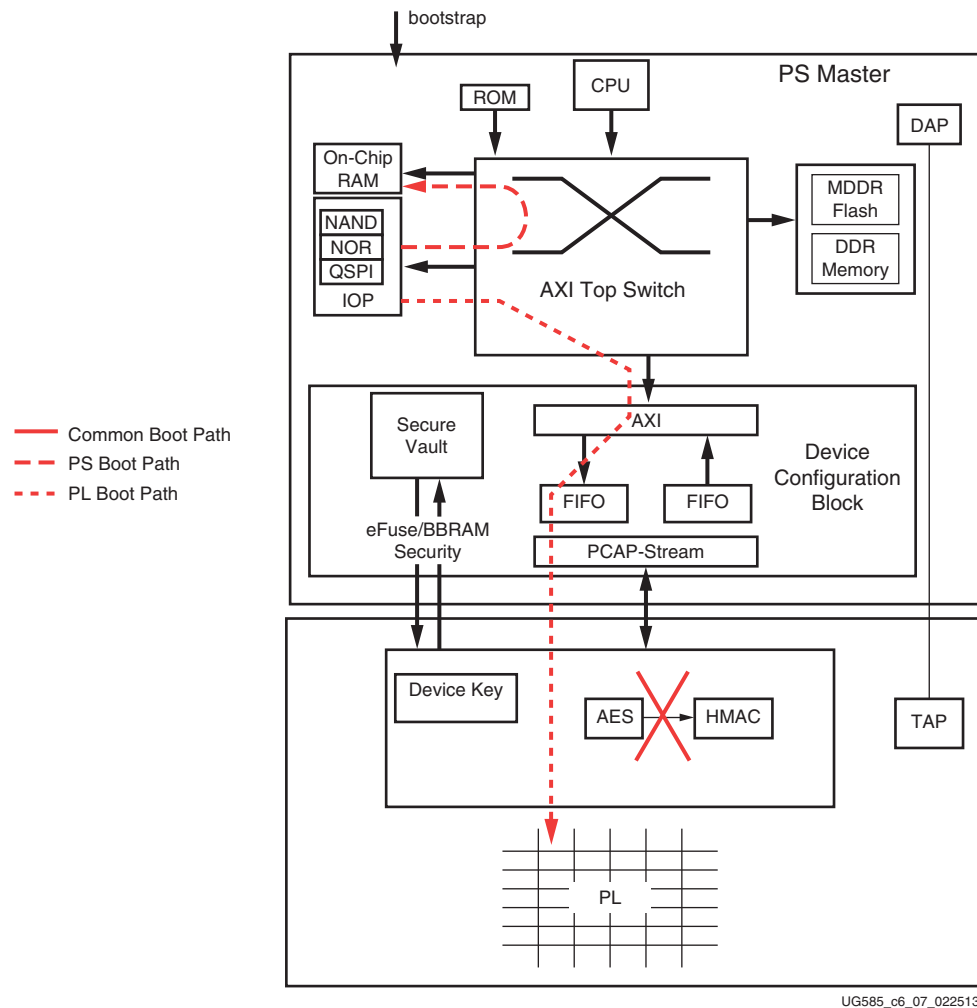 bootstrap
PS Master
ROM
CPU
DAP
On-Chip
RAM
MDDR
Flash
NAND
NOR
QSPI
IOP
DDR
Memory
AXI Top Switch
Common Boot Path
PS Boot Path
PL Boot Path
Secure
Vault
AXI
Device
Configuration
Block
FIFO
FIFO
eFuse/BBRAM
Security
PCAP-Stream
Device Key
AES
HMAC
TAP
PL
UG585_c6_07_022513